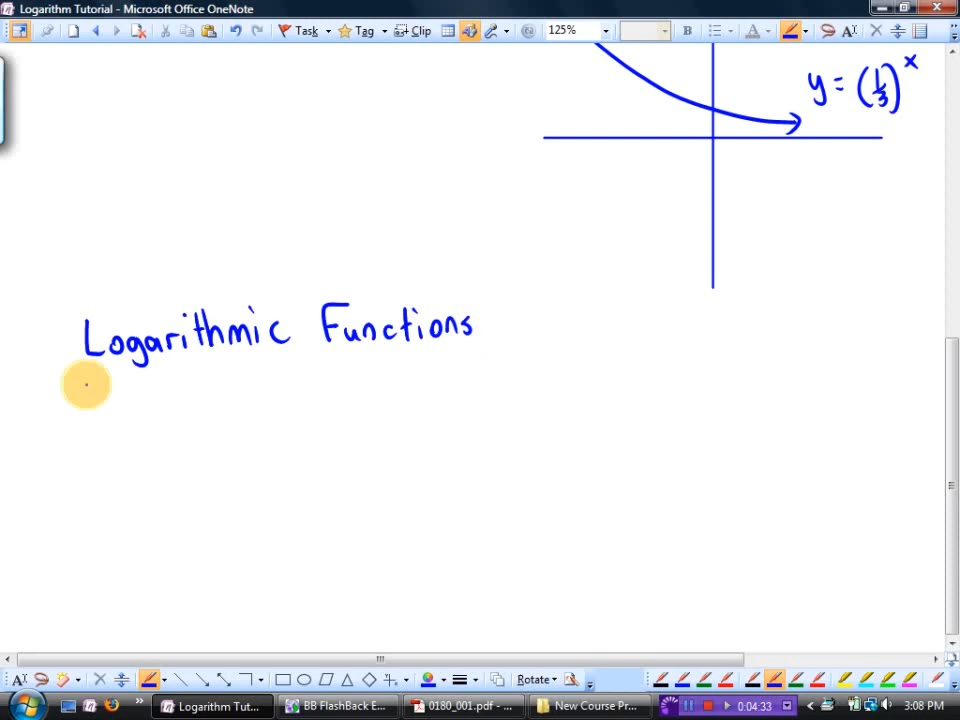 Logarithm Tutorial - Microsoft Office OneNote
Task Tag Clip 125% B A A
y = (1/3)^x
Logarithmic Functions
A Rotate
Logarithm Tut... BB FlashBack E... 0180_001.pdf - ... New Course Pr... 0:04:33 3:08 PM